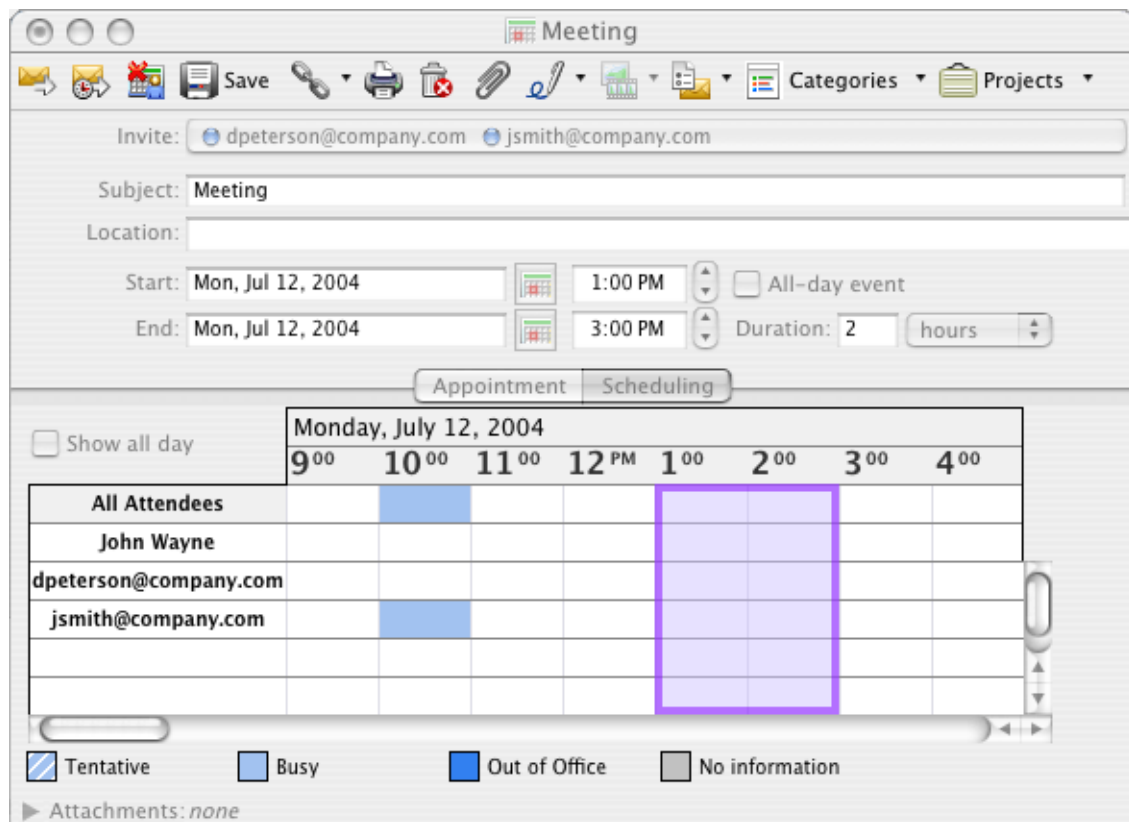 Meeting
Save Categories Projects
Invite: dpeterson@company.com jsmith@company.com
Subject: Meeting
Location:
Start: Mon, Jul 12, 2004 1:00 PM All-day event
End: Mon, Jul 12, 2004 3:00 PM Duration: 2 hours
Appointment Scheduling
Show all day Monday, July 12, 2004
9 00 10 00 11 00 12 PM 1 00 2 00 3 00 4 00
All Attendees
John Wayne
dpeterson@company.com
jsmith@company.com
Tentative Busy Out of Office No information
Attachments: none